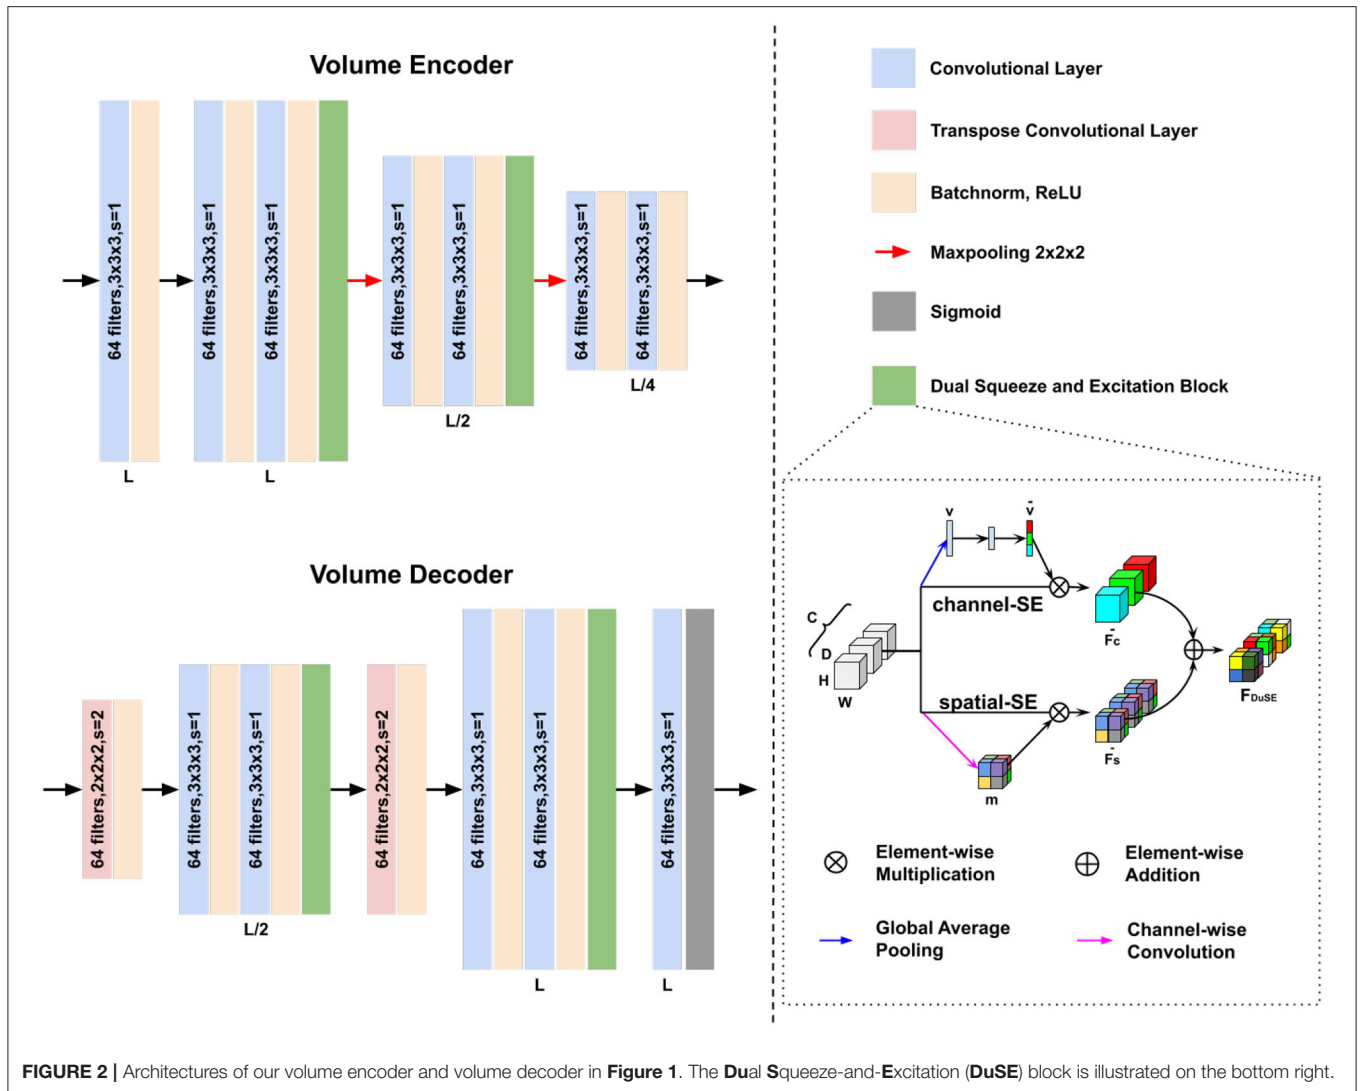 Volume Encoder
64 filters,3x3x3,s=1
64 filters,3x3x3,s=1
64 filters,3x3x3,s=1
64 filters,3x3x3,s=1
64 filters,3x3x3,s=1
64 filters,3x3x3,s=1
64 filters,3x3x3,s=1
L
L
L/2
L/4
Volume Decoder
64 filters,2x2x2,s=2
64 filters,3x3x3,s=1
64 filters,3x3x3,s=1
64 filters,2x2x2,s=2
64 filters,3x3x3,s=1
64 filters,3x3x3,s=1
64 filters,3x3x3,s=1
L/2
L
L
Convolutional Layer
Transpose Convolutional Layer
Batchnorm, ReLU
Maxpooling 2x2x2
Sigmoid
Dual Squeeze and Excitation Block
v
v̄
channel-SE
C
D
H
W
F̄c
spatial-SE
F̄s
m
FDuSE
Element-wise
Multiplication
Element-wise
Addition
Global Average
Pooling
Channel-wise
Convolution
FIGURE 2 | Architectures of our volume encoder and volume decoder in Figure 1. The Dual Squeeze-and-Excitation (DuSE) block is illustrated on the bottom right.